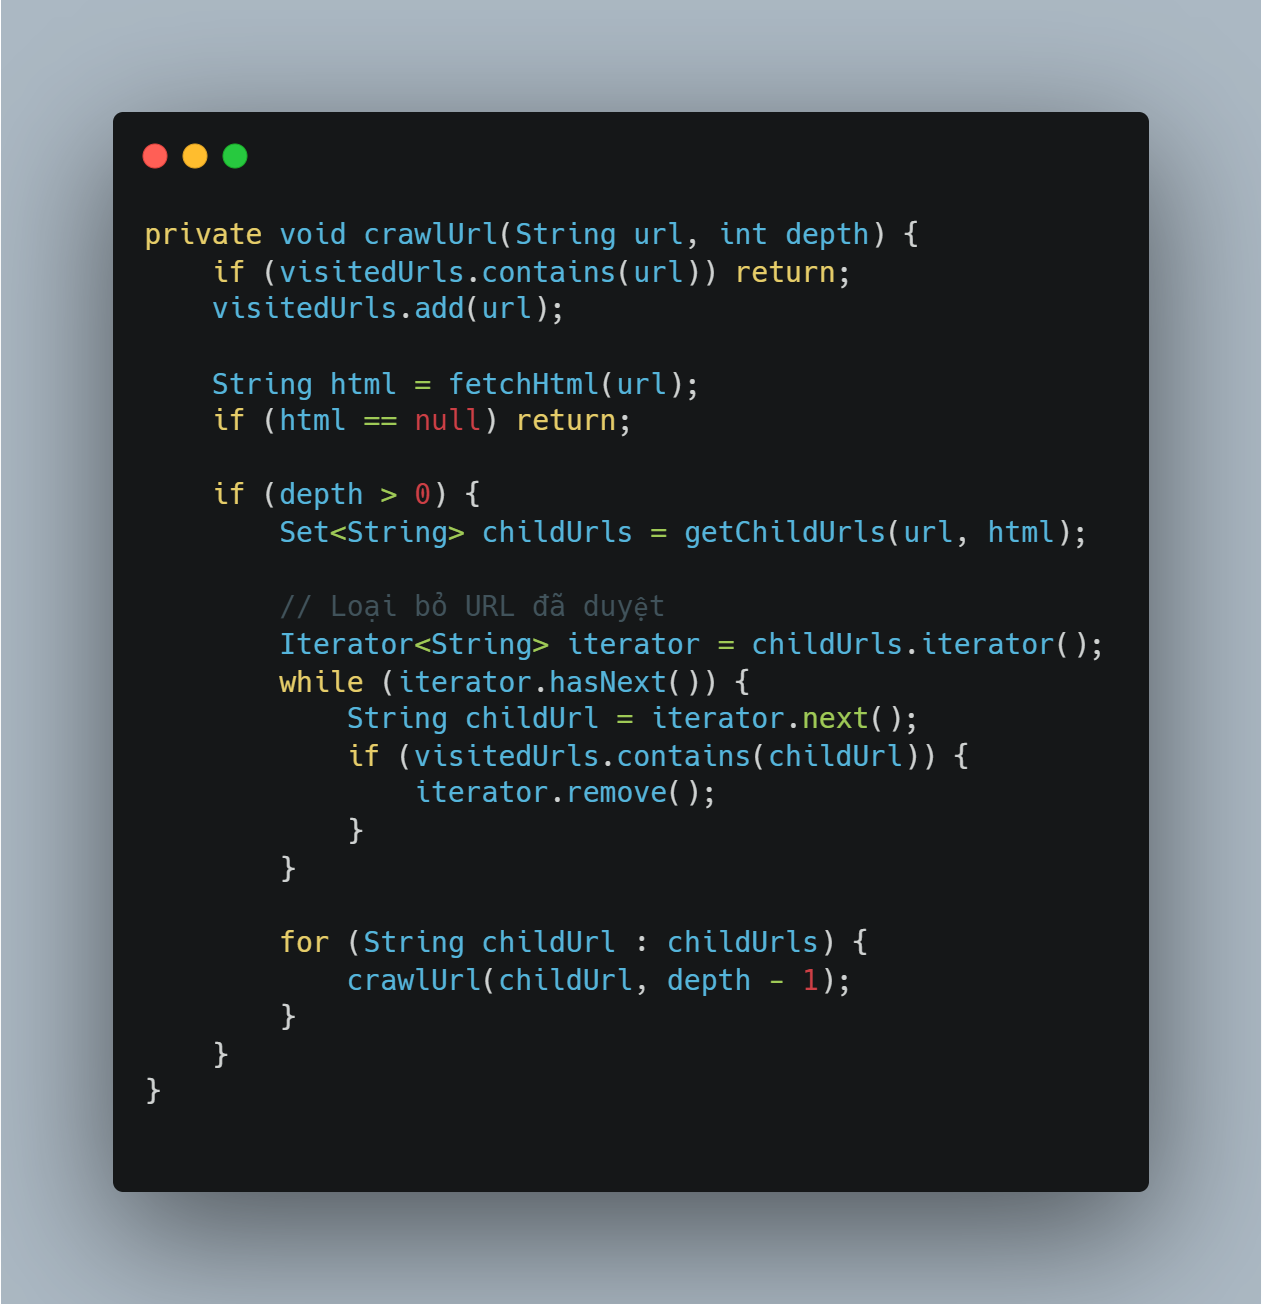 private void crawlUrl(String url, int depth) {
    if (visitedUrls.contains(url)) return;
    visitedUrls.add(url);

    String html = fetchHtml(url);
    if (html == null) return;

    if (depth > 0) {
        Set<String> childUrls = getChildUrls(url, html);

        // Loại bỏ URL đã duyệt
        Iterator<String> iterator = childUrls.iterator();
        while (iterator.hasNext()) {
            String childUrl = iterator.next();
            if (visitedUrls.contains(childUrl)) {
                iterator.remove();
            }
        }

        for (String childUrl : childUrls) {
            crawlUrl(childUrl, depth - 1);
        }
    }
}